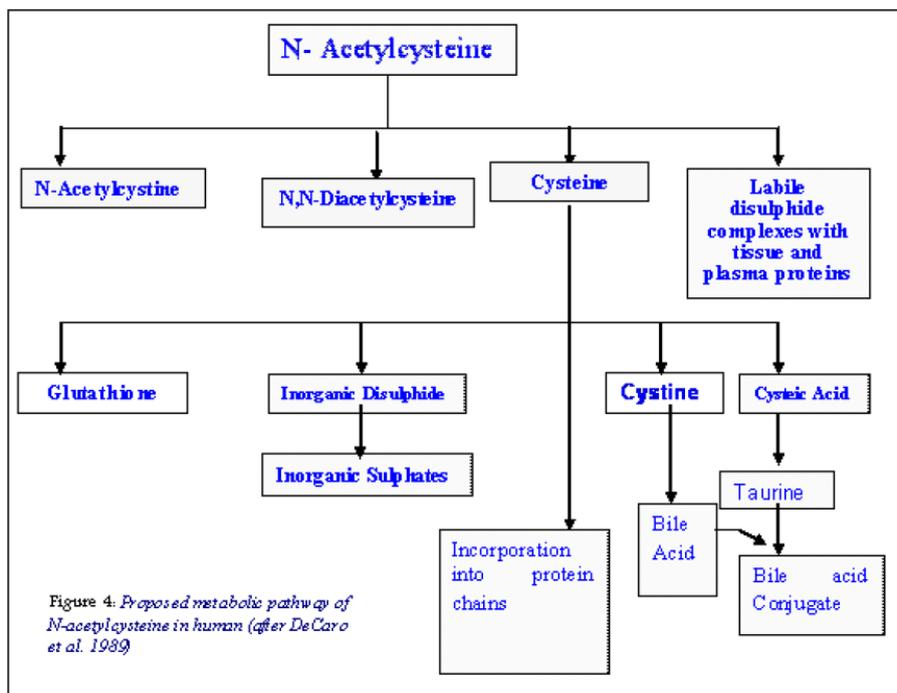 N- Acetylcysteine
N-Acetylcystine
N,N-Diacetylcysteine
Cysteine
Labile
disulphide
complexes with
tissue and
plasma proteins
Glutathione
Inorganic Disulphide
Cystine
Cysteic Acid
Inorganic Sulphates
Taurine
Bile
Acid
Incorporation
into protein
chains
Bile acid
Conjugate
Figure 4: Proposed metabolic pathway of
N-acetylcysteine in human (after DeCaro
et al. 1989)